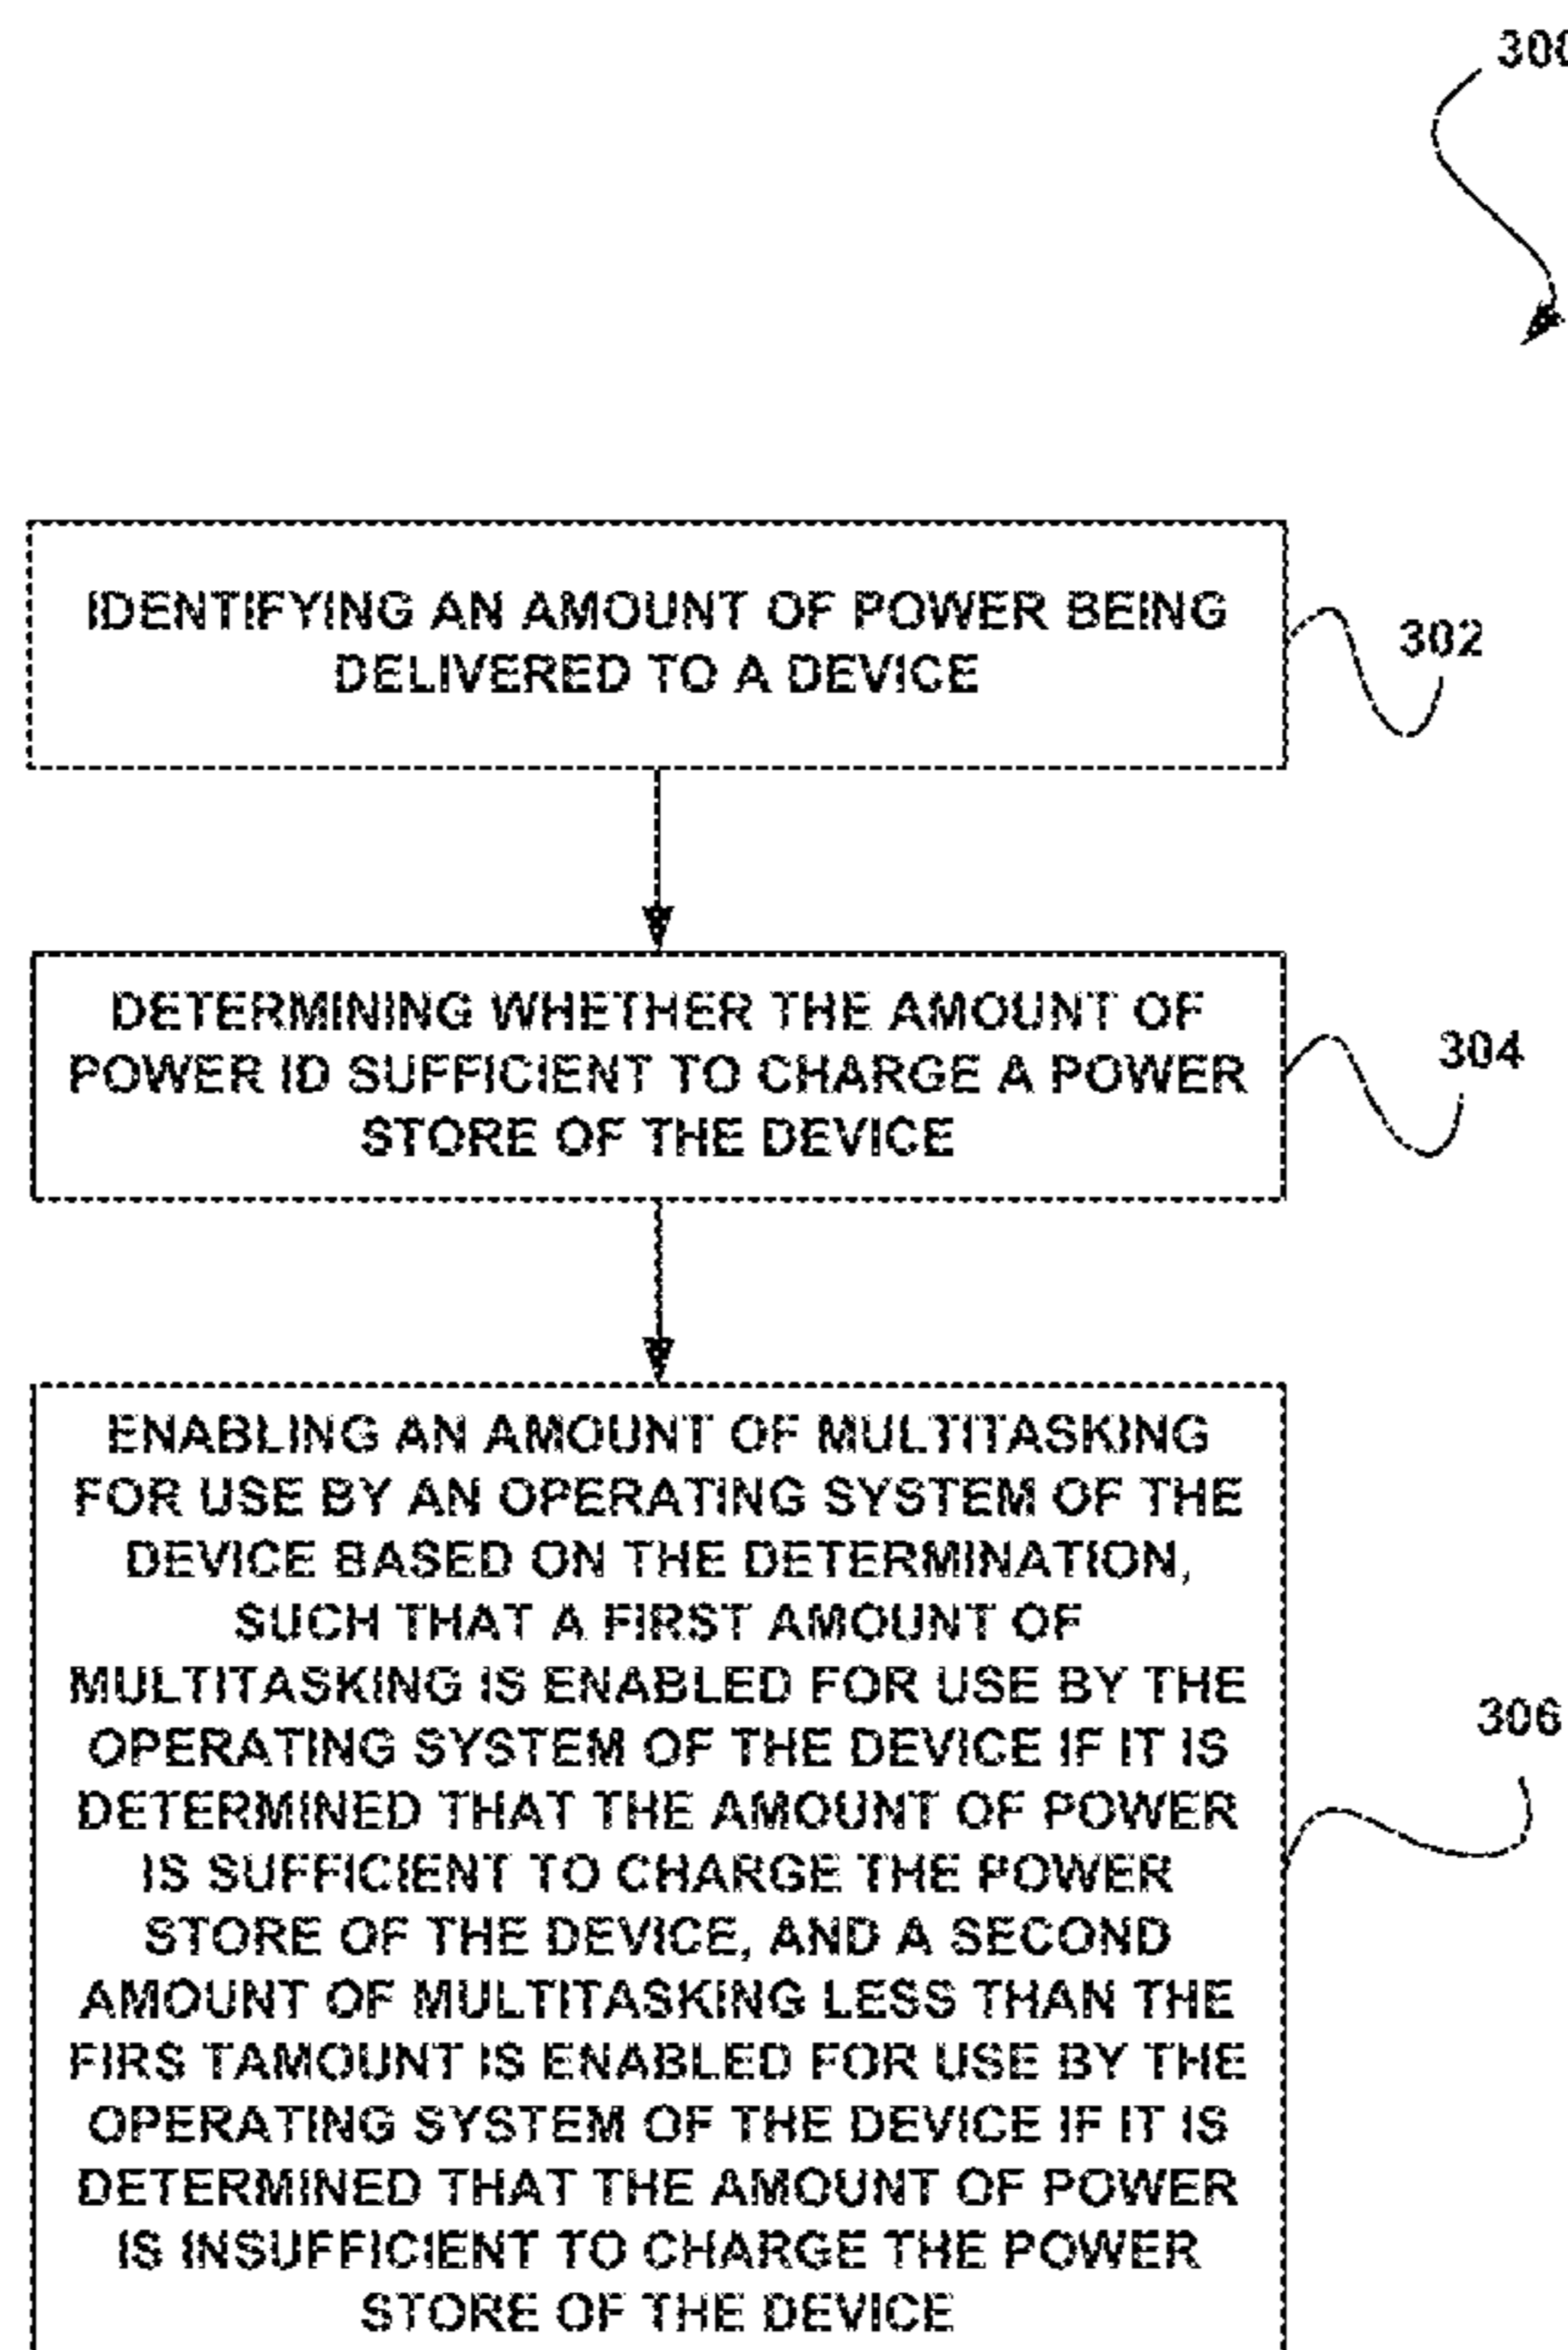 300
IDENTIFYING AN AMOUNT OF POWER BEING
DELIVERED TO A DEVICE
302
DETERMINING WHETHER THE AMOUNT OF
POWER ID SUFFICIENT TO CHARGE A POWER
STORE OF THE DEVICE
304
ENABLING AN AMOUNT OF MULTITASKING
FOR USE BY AN OPERATING SYSTEM OF THE
DEVICE BASED ON THE DETERMINATION,
SUCH THAT A FIRST AMOUNT OF
MULTITASKING IS ENABLED FOR USE BY THE
OPERATING SYSTEM OF THE DEVICE IF IT IS
DETERMINED THAT THE AMOUNT OF POWER
IS SUFFICIENT TO CHARGE THE POWER
STORE OF THE DEVICE, AND A SECOND
AMOUNT OF MULTITASKING LESS THAN THE
FIRS TAMOUNT IS ENABLED FOR USE BY THE
OPERATING SYSTEM OF THE DEVICE IF IT IS
DETERMINED THAT THE AMOUNT OF POWER
IS INSUFFICIENT TO CHARGE THE POWER
STORE OF THE DEVICE
306